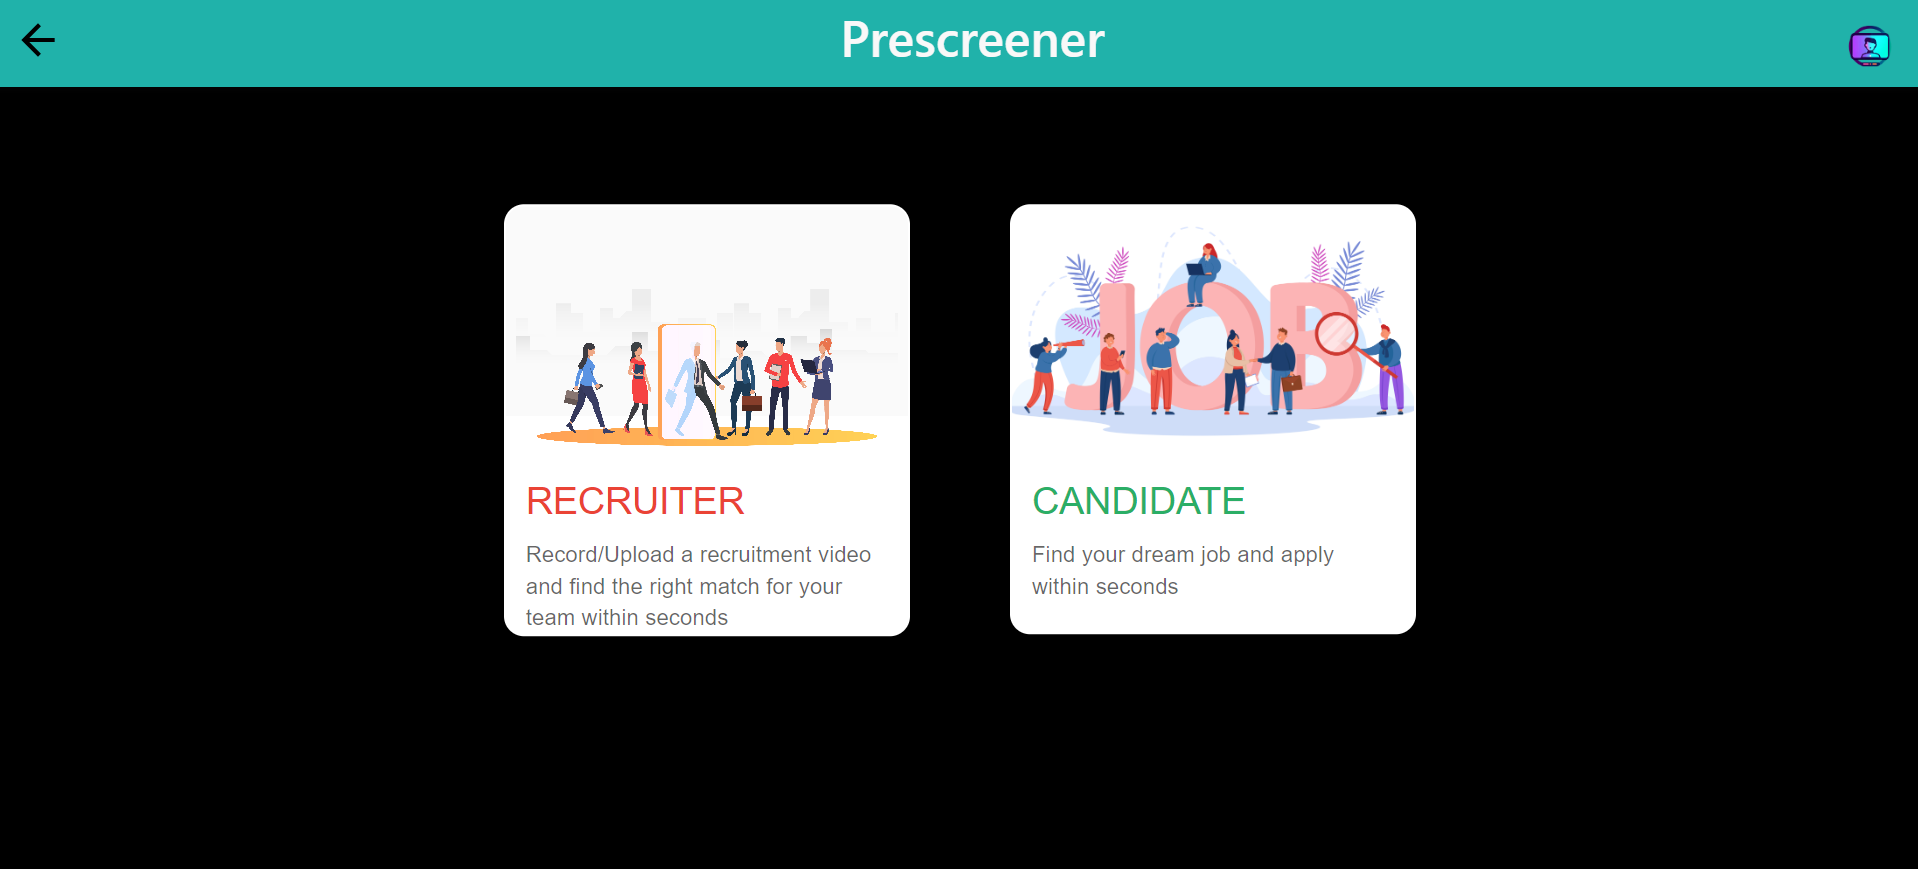 Prescreener
JOB
RECRUITER
Record/Upload a recruitment video
and find the right match for your
team within seconds
CANDIDATE
Find your dream job and apply
within seconds